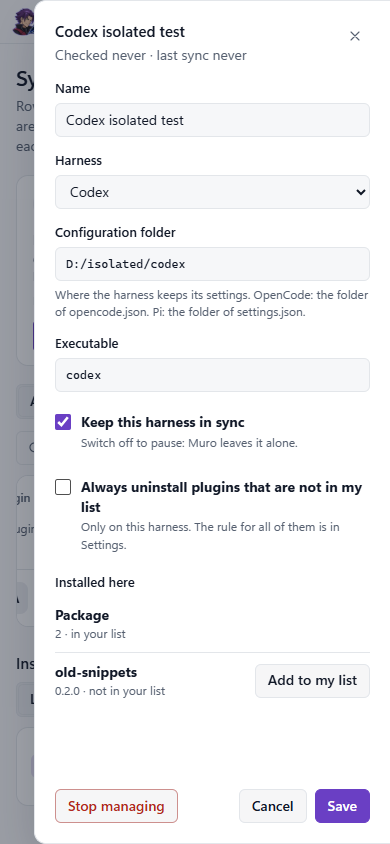 Codex isolated test
Checked never · last sync never
Name
Codex isolated test
Harness
Codex
Configuration folder
D:/isolated/codex
Where the harness keeps its settings. OpenCode: the folder
of opencode.json. Pi: the folder of settings.json.
Executable
codex
Keep this harness in sync
Switch off to pause: Muro leaves it alone.
Always uninstall plugins that are not in my
list
Only on this harness. The rule for all of them is in
Settings.
Installed here
Package
2 · in your list
old-snippets
0.2.0 · not in your list
Add to my list
Stop managing
Cancel
Save